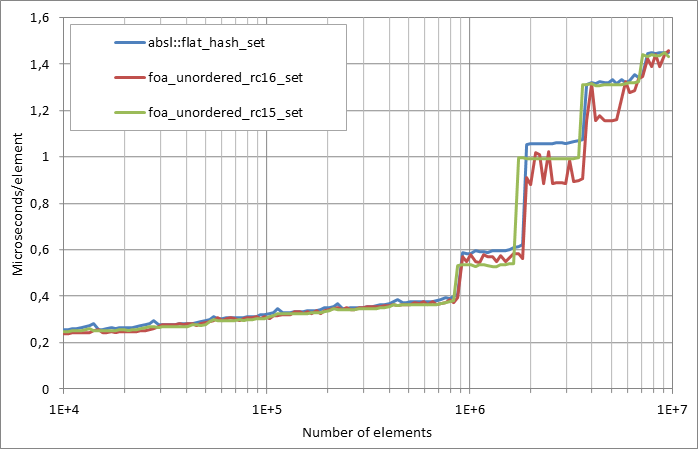 1,6
1,4
1,2
1
0,8
0,6
0,4
0,2
0
Microseconds/element
absl::flat_hash_set
foa_unordered_rc16_set
foa_unordered_rc15_set
1E+4
1E+5
1E+6
1E+7
Number of elements